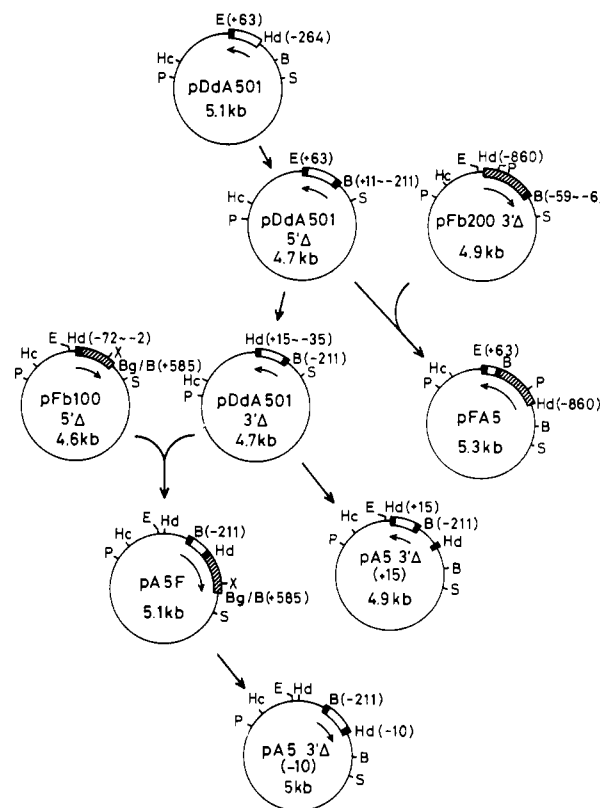 E(+63)
Hd(-264)
Hc
B
P
S
pDdA501
5.1kb
E(+63)
B(+11~-211)
Hc
S
P
pDdA501
5'Δ
4.7kb
E
Hd(-860)
P
Hc
B(-59~-6
P
S
pFb200 3'Δ
4.9kb
E
Hd(-72~-2)
X
Hc
Bg/B(+585)
P
S
pFb100
5'Δ
4.6kb
Hd(+15~-35)
B(-211)
Hc
S
P
pDdA501
3'Δ
4.7kb
E(+63)
B
Hc
P
P
Hd(-860)
B
S
pFA5
5.3kb
E
Hd
B(-211)
Hc
Hd
P
X
Bg/B(+585)
S
pA5F
5.1kb
E
Hd(+15)
Hc
B(-211)
P
Hd
B
S
pA5 3'Δ
(+15)
4.9kb
E
Hd
B(-211)
Hc
P
Hd(-10)
B
S
pA5 3'Δ
(-10)
5kb